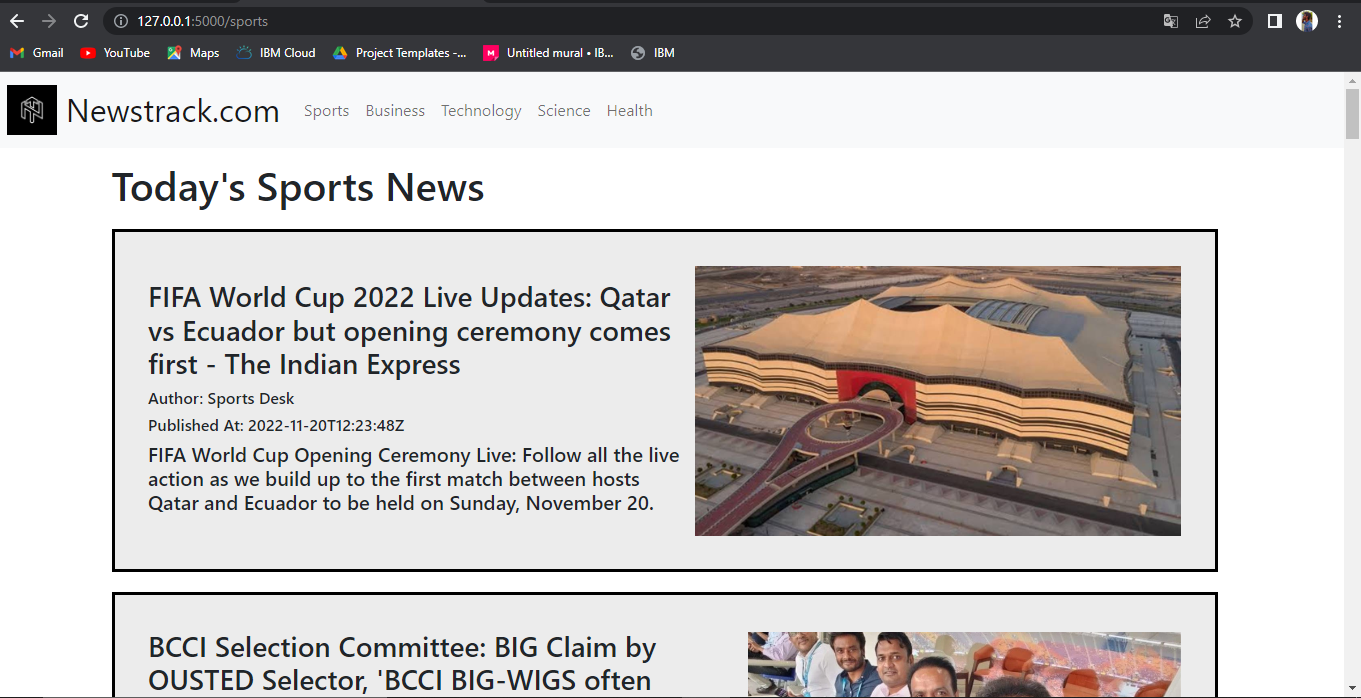 127.0.0.1:5000/sports
Gmail YouTube Maps IBM Cloud Project Templates -... Untitled mural • IB... IBM
Newstrack.com Sports Business Technology Science Health
Today's Sports News
FIFA World Cup 2022 Live Updates: Qatar
vs Ecuador but opening ceremony comes
first - The Indian Express
Author: Sports Desk
Published At: 2022-11-20T12:23:48Z
FIFA World Cup Opening Ceremony Live: Follow all the live
action as we build up to the first match between hosts
Qatar and Ecuador to be held on Sunday, November 20.
BCCI Selection Committee: BIG Claim by
OUSTED Selector, 'BCCI BIG-WIGS often